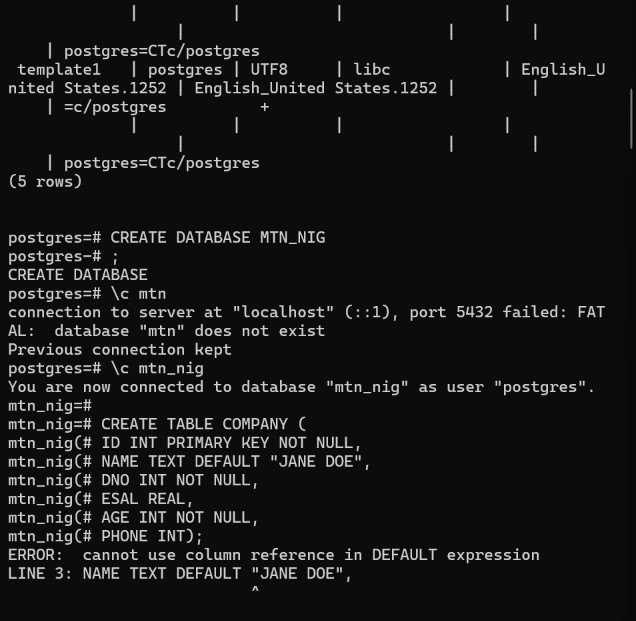 | | | |
| | |
| postgres=CTc/postgres
template1 | postgres | UTF8 | libc | English_U
nited States.1252 | English_United States.1252 | |
| =c/postgres +
| | | |
| | |
| postgres=CTc/postgres
(5 rows)
postgres=# CREATE DATABASE MTN_NIG
postgres-# ;
CREATE DATABASE
postgres=# \c mtn
connection to server at "localhost" (::1), port 5432 failed: FAT
AL:  database "mtn" does not exist
Previous connection kept
postgres=# \c mtn_nig
You are now connected to database "mtn_nig" as user "postgres".
mtn_nig=#
mtn_nig=# CREATE TABLE COMPANY (
mtn_nig(# ID INT PRIMARY KEY NOT NULL,
mtn_nig(# NAME TEXT DEFAULT "JANE DOE",
mtn_nig(# DNO INT NOT NULL,
mtn_nig(# ESAL REAL,
mtn_nig(# AGE INT NOT NULL,
mtn_nig(# PHONE INT);
ERROR:  cannot use column reference in DEFAULT expression
LINE 3: NAME TEXT DEFAULT "JANE DOE",
^